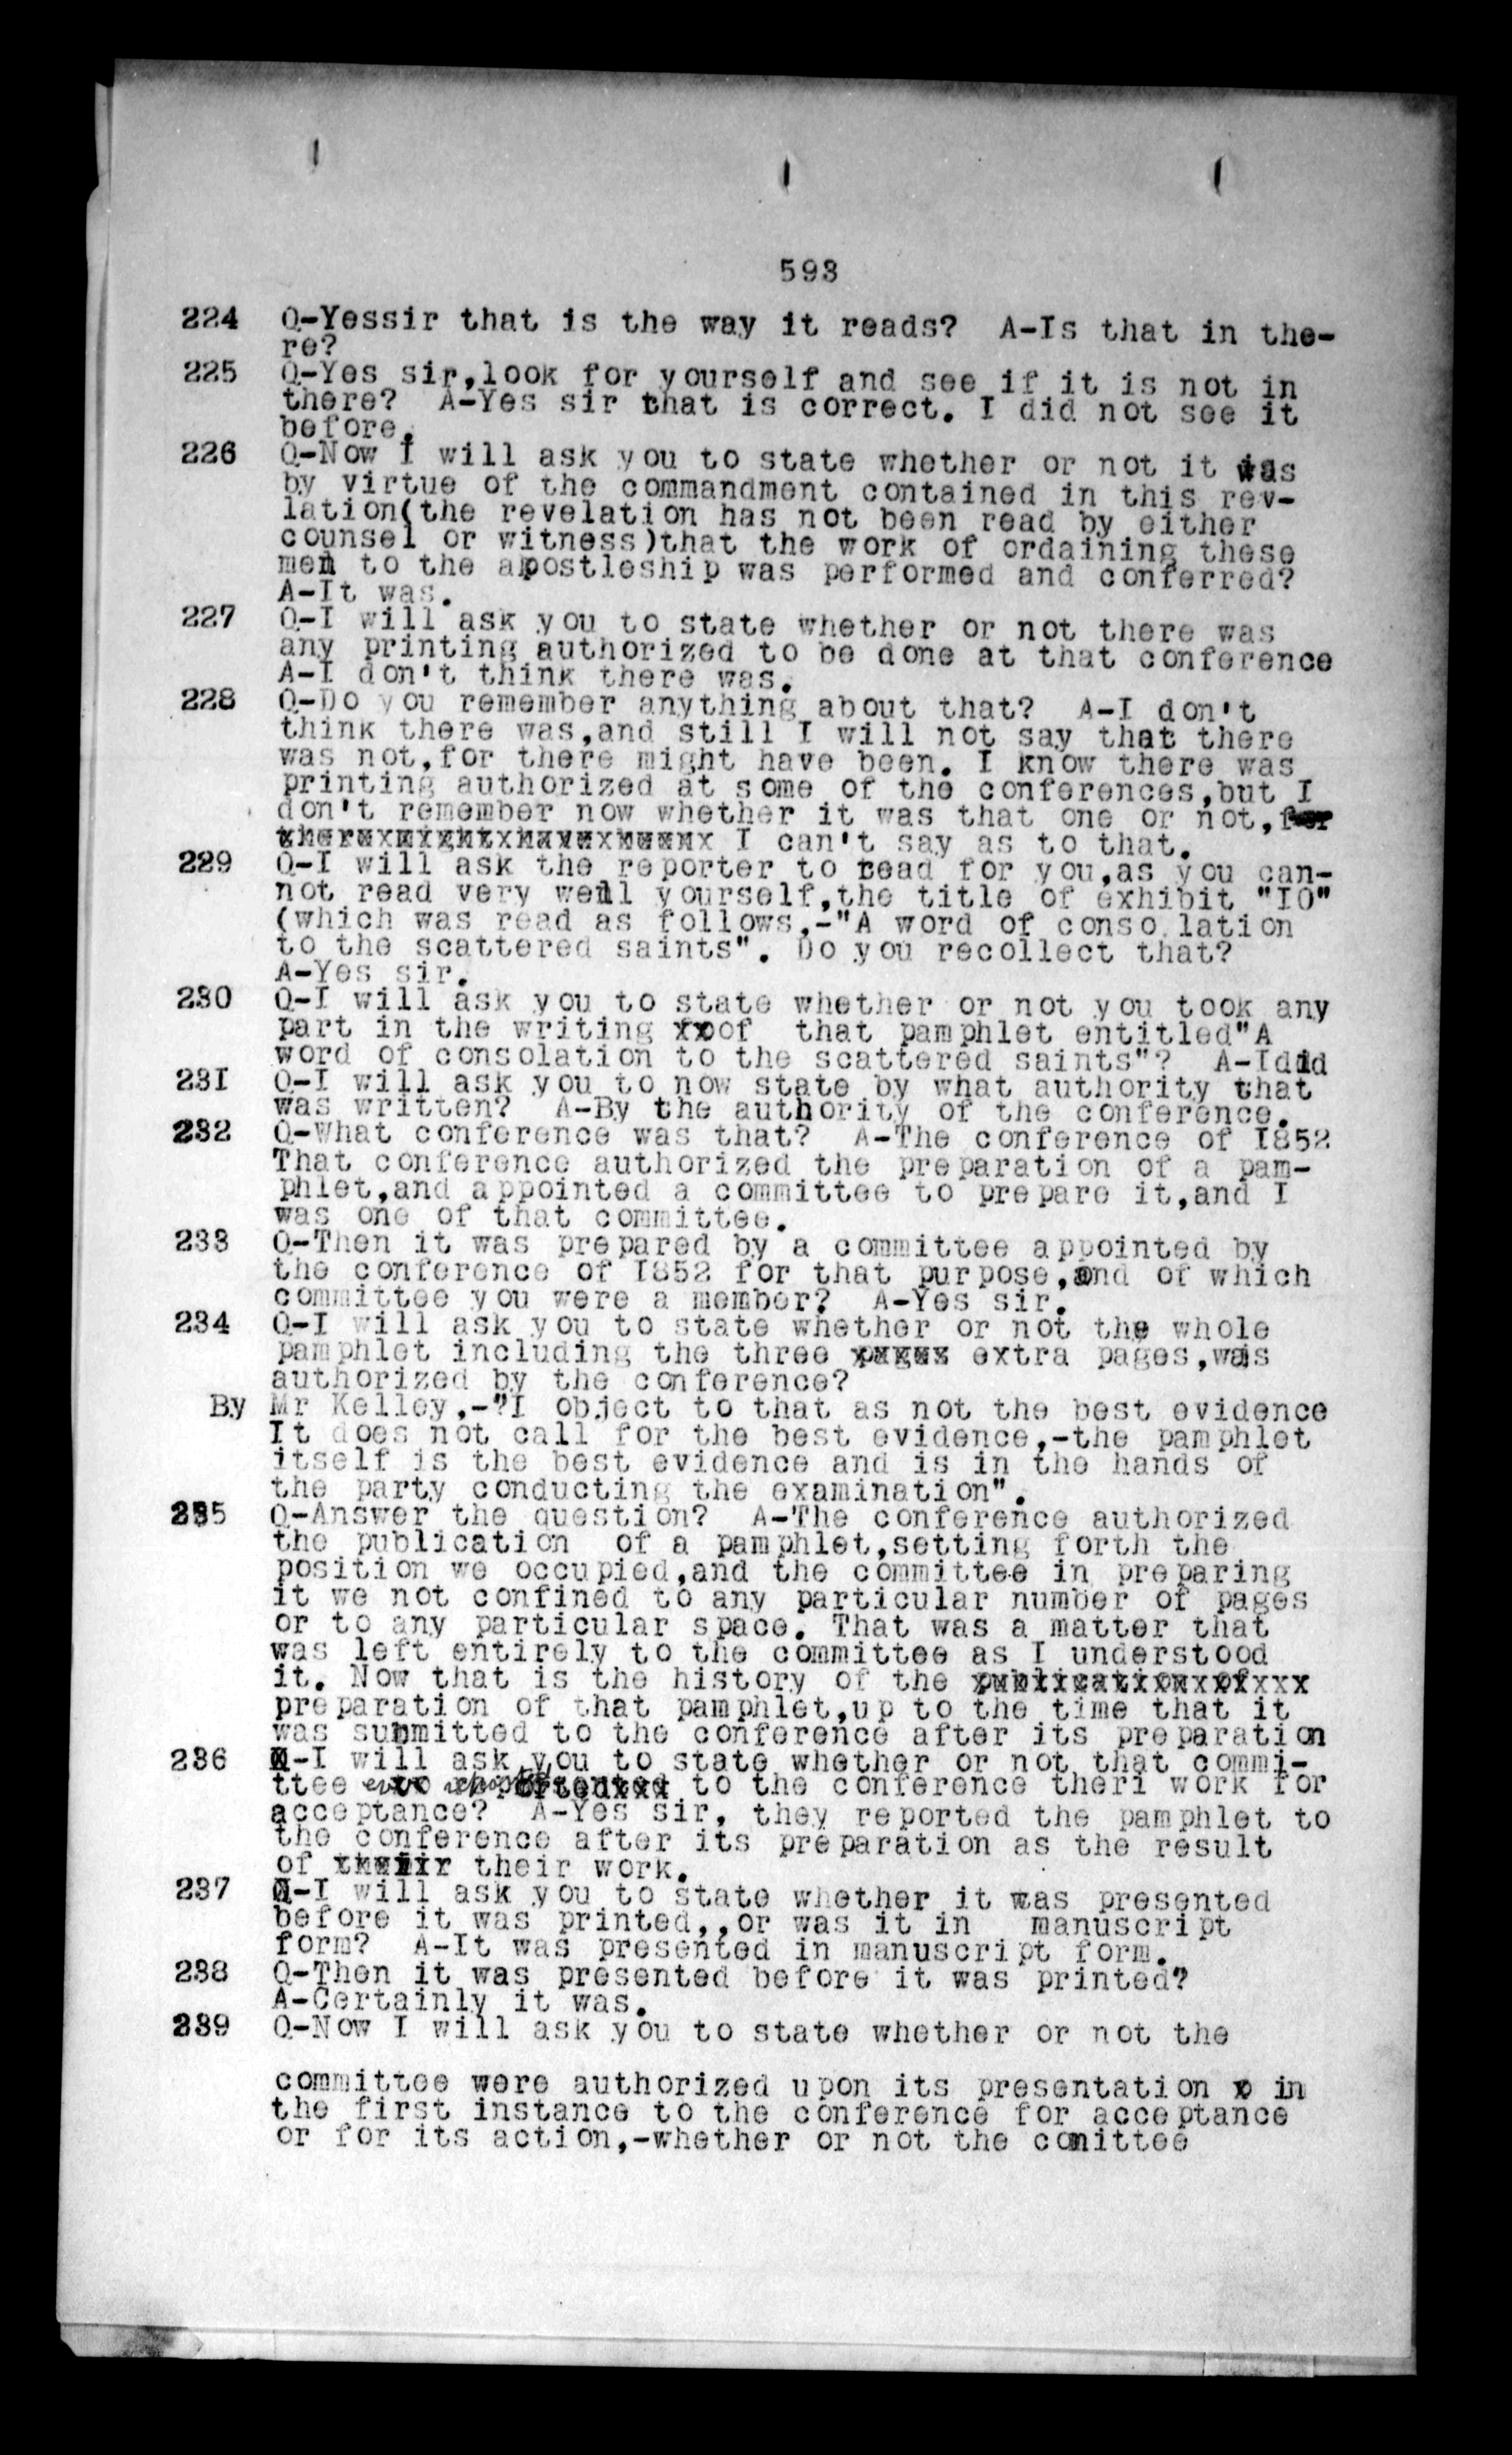 593
224 Q-Yessir that is the way it reads? A-Is that in the-
re?
225 Q-Yes sir,look for yourself and see if it is not in
there? A-Yes sir that is correct. I did not see it
before.
226 Q-Now I will ask you to state whether or not it was
by virtue of the commandment contained in this rev-
lation(the revelation has not been read by either
counsel or witness)that the work of ordaining these
men to the apostleship was performed and conferred?
A-It was.
227 Q-I will ask you to state whether or not there was
any printing authorized to be done at that conference
A-I don't think there was.
228 Q-Do you remember anything about that? A-I don't
think there was,and still I will not say that there
was not,for there might have been. I know there was
printing authorized at some of the conferences,but I
don't remember now whether it was that one or not,for
therexmightxhavexbeenx I can't say as to that.
229 Q-I will ask the reporter to read for you,as you can-
not read very well yourself,the title of exhibit "IO"
(which was read as follows,-"A word of conso.lation
to the scattered saints". Do you recollect that?
A-Yes sir.
230 Q-I will ask you to state whether or not you took any
part in the writing xxof that pamphlet entitled"A
word of consolation to the scattered saints"? A-Idid
23I Q-I will ask you to now state by what authority that
was written? A-By the authority of the conference.
232 Q-What conference was that? A-The conference of I852
That conference authorized the preparation of a pam-
phlet,and appointed a committee to prepare it,and I
was one of that committee.
233 Q-Then it was prepared by a committee appointed by
the conference of I852 for that purpose,and of which
committee you were a member? A-Yes sir.
234 Q-I will ask you to state whether or not the whole
pamphlet including the three xpagesx extra pages,was
authorized by the conference?
By Mr Kelley,-"I object to that as not the best evidence
It does not call for the best evidence,-the pamphlet
itself is the best evidence and is in the hands of
the party conducting the examination".
235 Q-Answer the question? A-The conference authorized
the publication of a pamphlet,setting forth the
position we occupied,and the committee in preparing
it we not confined to any particular number of pages
or to any particular space. That was a matter that
was left entirely to the committee as I understood
it. Now that is the history of the publicationxofxxx
preparation of that pamphlet,up to the time that it
was submitted to the conference after its preparation
236 Q-I will ask you to state whether or not that commi-
ttee ever reported to the conference theri work for
acceptance? A-Yes sir, they reported the pamphlet to
the conference after its preparation as the result
of their their work.
237 Q-I will ask you to state whether it was presented
before it was printed,,or was it in manuscript
form? A-It was presented in manuscript form.
238 Q-Then it was presented before it was printed?
A-Certainly it was.
239 Q-Now I will ask you to state whether or not the
committee were authorized upon its presentation x in
the first instance to the conference for acceptance
or for its action,-whether or not the comittee